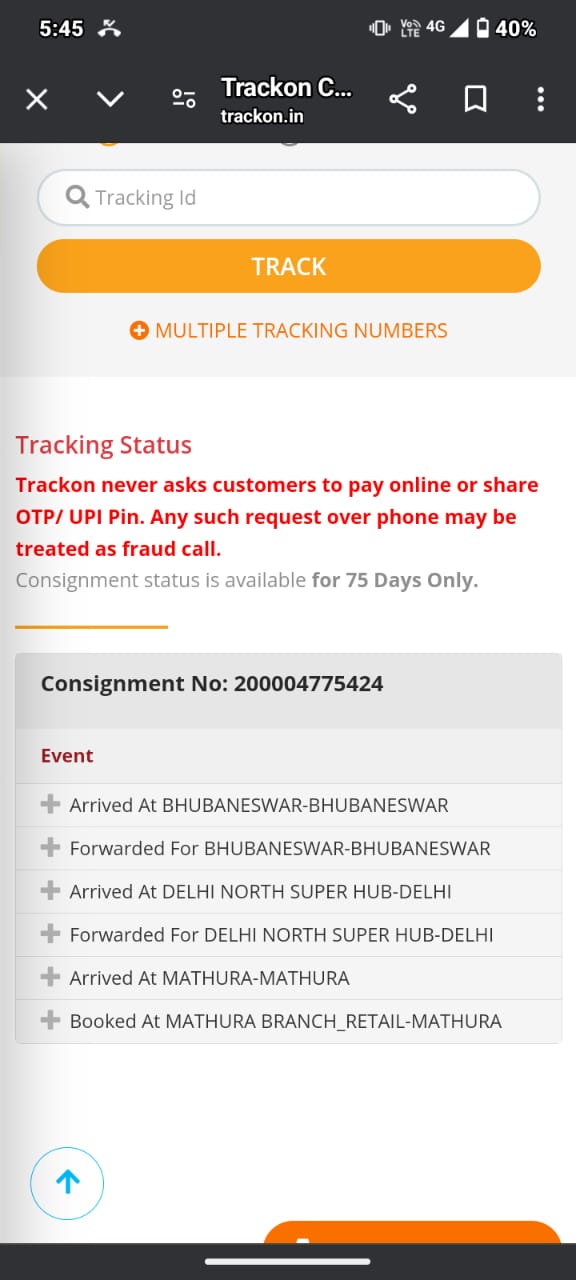 5:45 Vo LTE 4G 40%
Trackon C...
trackon.in
Tracking Id
TRACK
MULTIPLE TRACKING NUMBERS
Tracking Status
Trackon never asks customers to pay online or share
OTP/ UPI Pin. Any such request over phone may be
treated as fraud call.
Consignment status is available for 75 Days Only.
Consignment No: 200004775424
Event
Arrived At BHUBANESWAR-BHUBANESWAR
Forwarded For BHUBANESWAR-BHUBANESWAR
Arrived At DELHI NORTH SUPER HUB-DELHI
Forwarded For DELHI NORTH SUPER HUB-DELHI
Arrived At MATHURA-MATHURA
Booked At MATHURA BRANCH_RETAIL-MATHURA